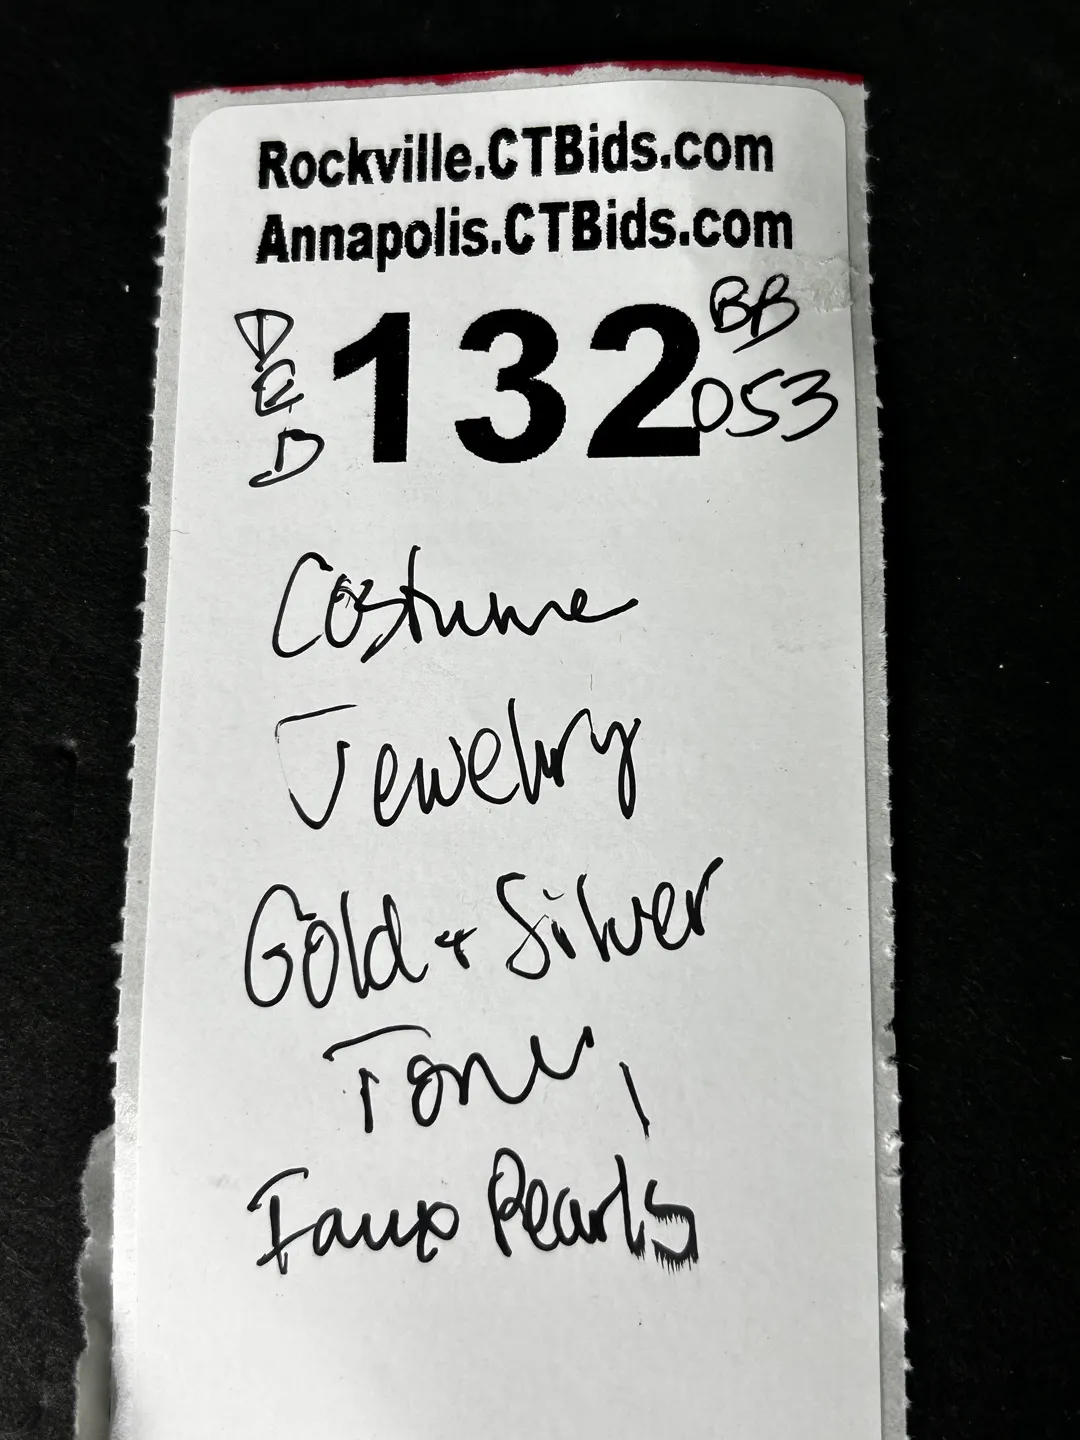 Rockville.CTBids.com
Annapolis.CTBids.com
BB
132
053
Costume
Jewelry
Gold + Silver
Tone,
Faux Pearls